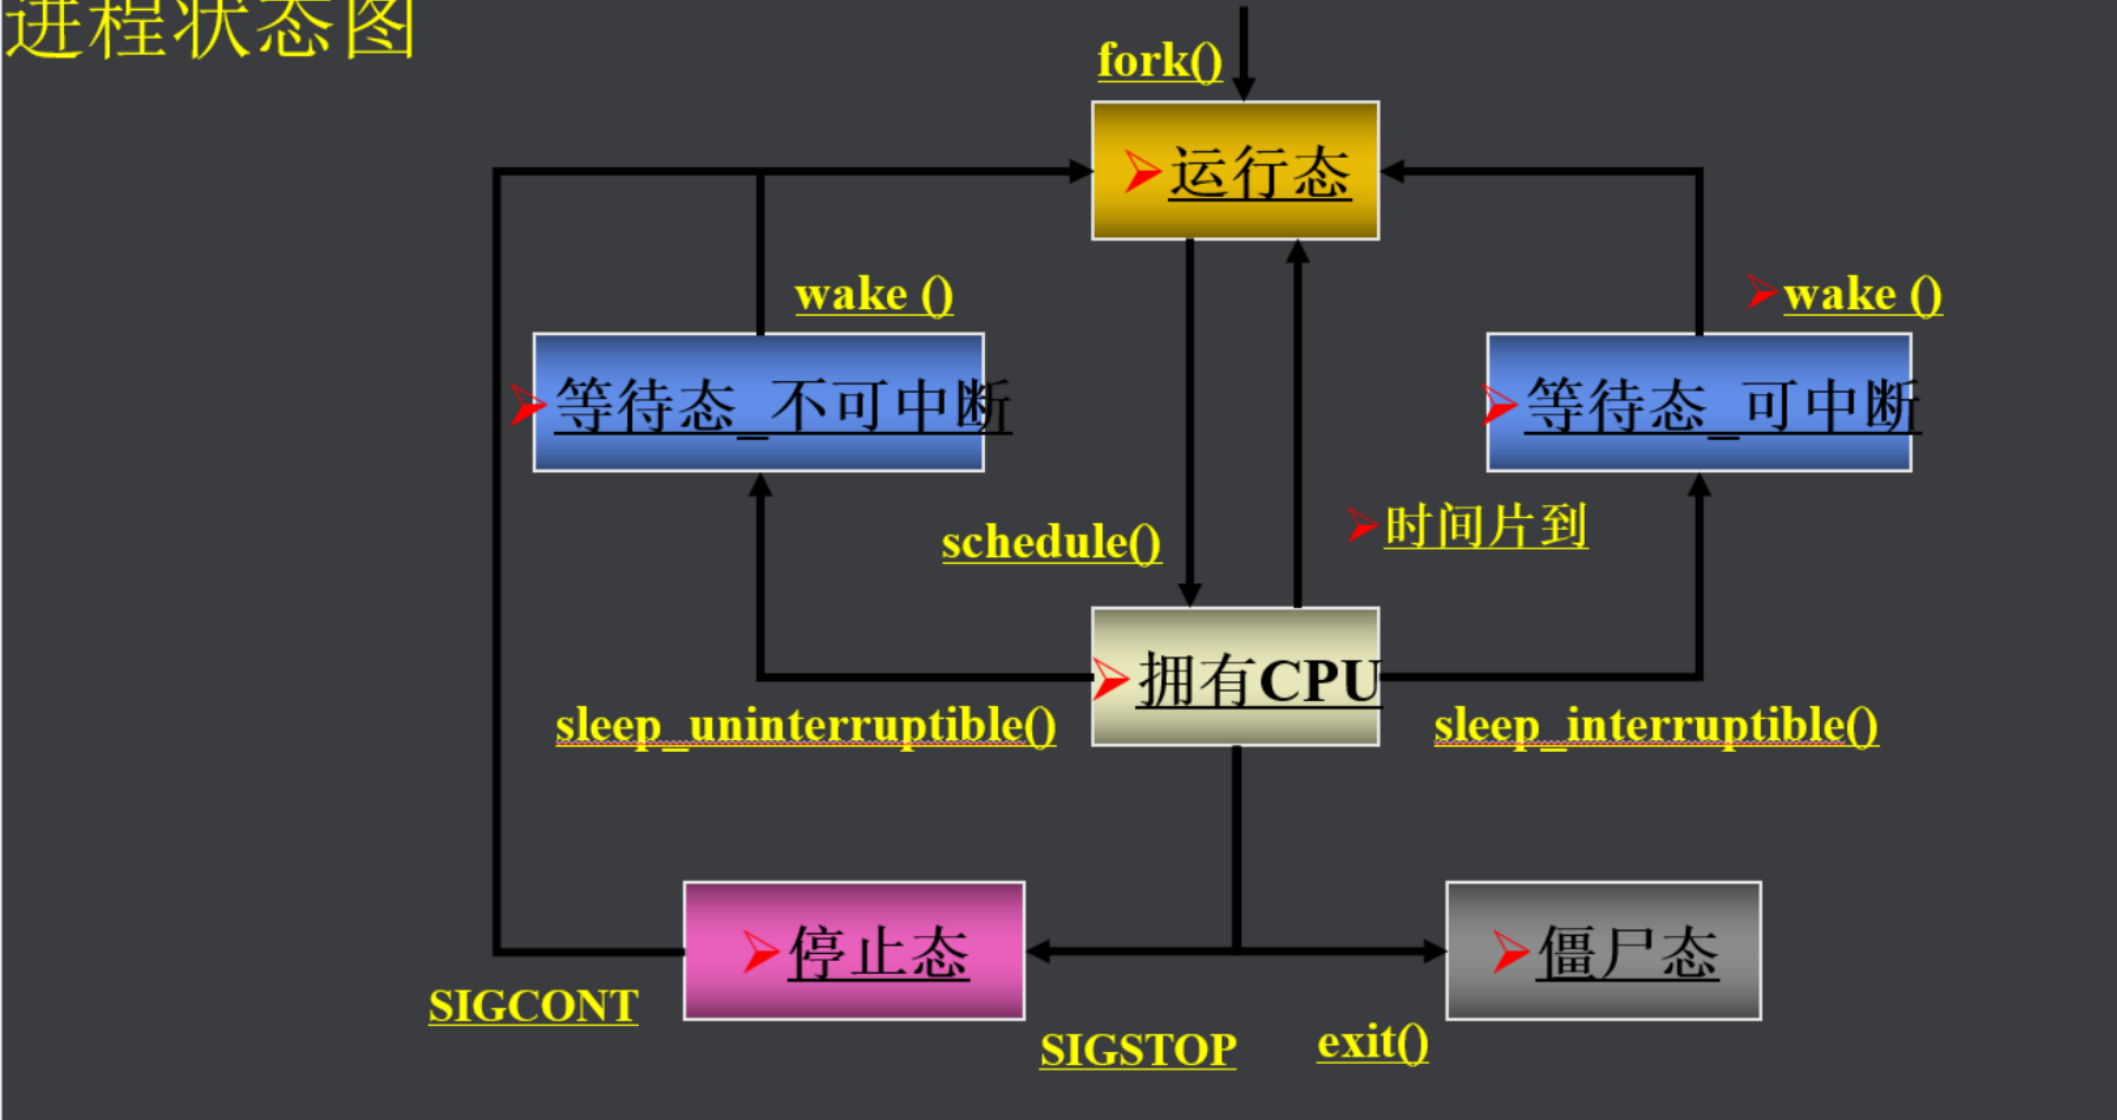 进程状态图
fork()
运行态
wake ()
wake ()
等待态_不可中断
等待态_可中断
时间片到
schedule()
拥有CPU
sleep_uninterruptible()
sleep_interruptible()
停止态
僵尸态
SIGCONT
SIGSTOP
exit()